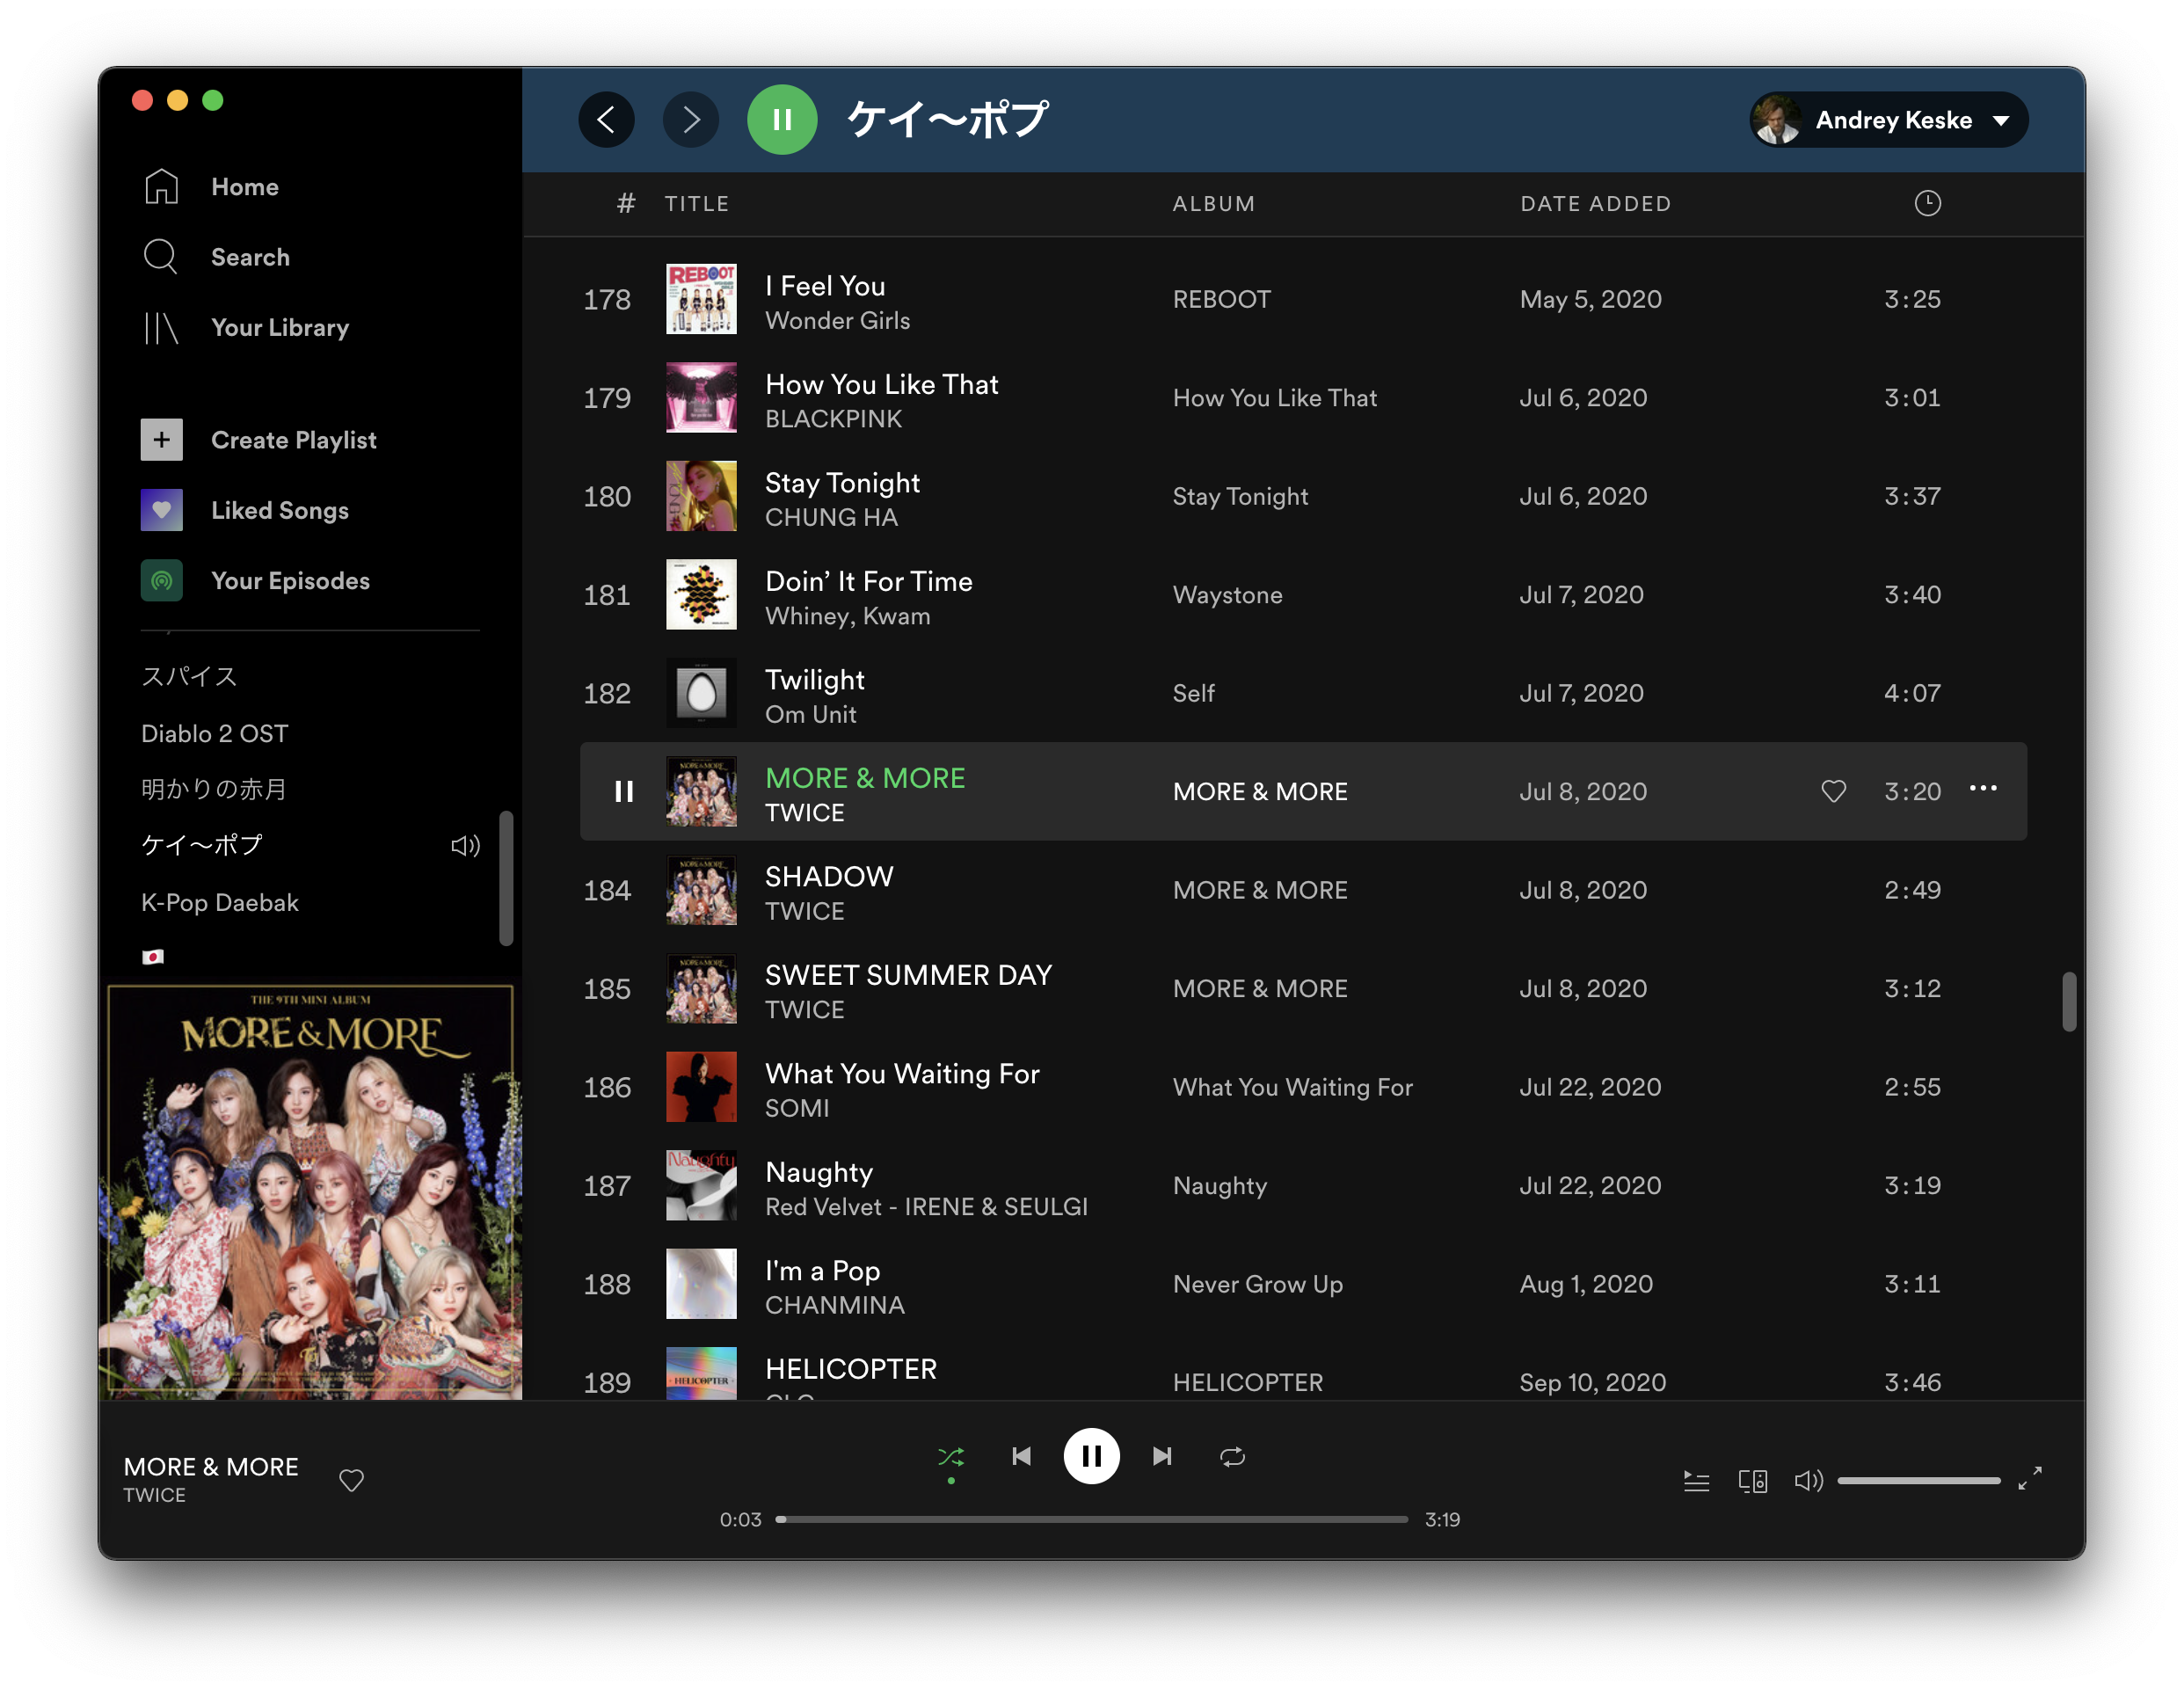 ケイ〜ポプ
Andrey Keske
Home
Search
Your Library
Create Playlist
Liked Songs
Your Episodes
スパイス
Diablo 2 OST
明かりの赤月
ケイ〜ポプ
K-Pop Daebak
THE 9TH MINI ALBUM
MORE & MORE
# TITLE ALBUM DATE ADDED
178 I Feel You REBOOT May 5, 2020 3:25
Wonder Girls
179 How You Like That How You Like That Jul 6, 2020 3:01
BLACKPINK
180 Stay Tonight Stay Tonight Jul 6, 2020 3:37
CHUNG HA
181 Doin’ It For Time Waystone Jul 7, 2020 3:40
Whiney, Kwam
182 Twilight Self Jul 7, 2020 4:07
Om Unit
MORE & MORE MORE & MORE Jul 8, 2020 3:20
TWICE
184 SHADOW MORE & MORE Jul 8, 2020 2:49
TWICE
185 SWEET SUMMER DAY MORE & MORE Jul 8, 2020 3:12
TWICE
186 What You Waiting For What You Waiting For Jul 22, 2020 2:55
SOMI
187 Naughty Naughty Jul 22, 2020 3:19
Red Velvet - IRENE & SEULGI
188 I'm a Pop Never Grow Up Aug 1, 2020 3:11
CHANMINA
189 HELICOPTER HELICOPTER Sep 10, 2020 3:46
REBOOT
Naughty
HELICOPTER
MORE & MORE
TWICE
0:03 3:19